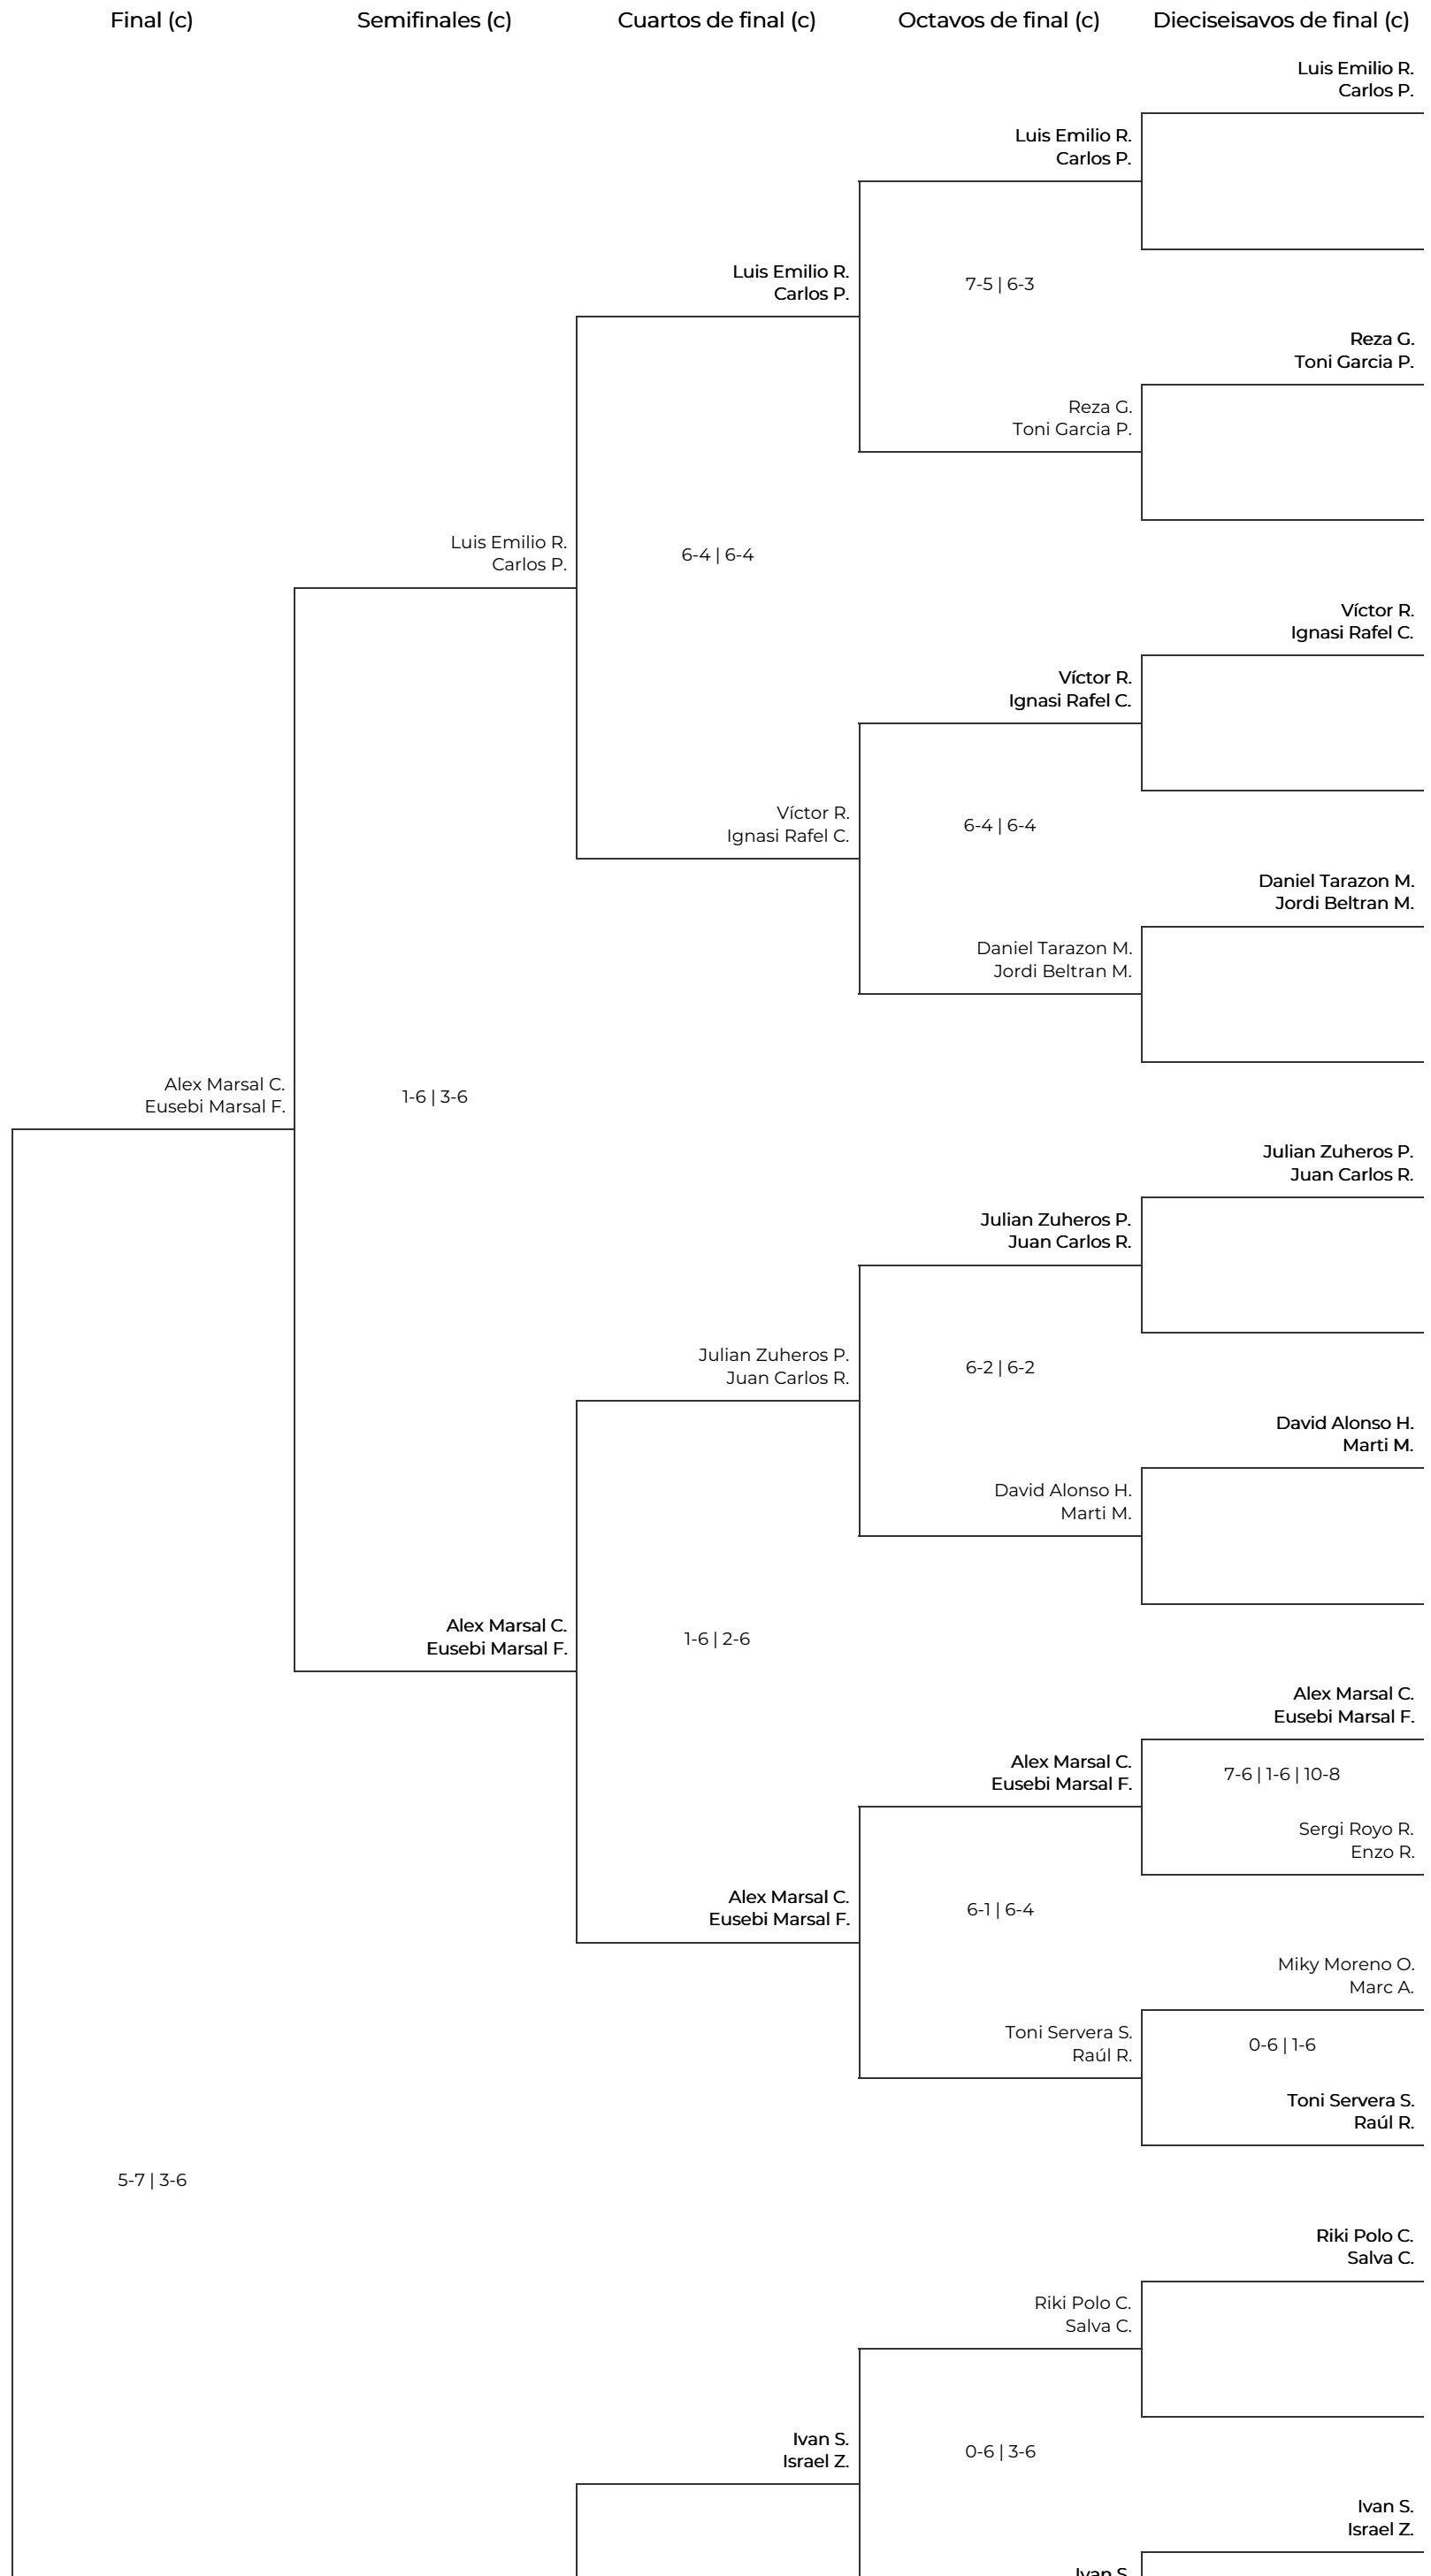 Final (c)
Semifinales (c)
Cuartos de final (c)
Octavos de final (c)
Dieciseisavos de final (c)
Luis Emilio R.
Carlos P.
Luis Emilio R.
Carlos P.
Luis Emilio R.
Carlos P.
7-5 | 6-3
Reza G.
Toni Garcia P.
Reza G.
Toni Garcia P.
Luis Emilio R.
Carlos P.
6-4 | 6-4
Víctor R.
Ignasi Rafel C.
Víctor R.
Ignasi Rafel C.
Víctor R.
Ignasi Rafel C.
6-4 | 6-4
Daniel Tarazon M.
Jordi Beltran M.
Daniel Tarazon M.
Jordi Beltran M.
Alex Marsal C.
Eusebi Marsal F.
1-6 | 3-6
Julian Zuheros P.
Juan Carlos R.
Julian Zuheros P.
Juan Carlos R.
Julian Zuheros P.
Juan Carlos R.
6-2 | 6-2
David Alonso H.
Marti M.
David Alonso H.
Marti M.
Alex Marsal C.
Eusebi Marsal F.
1-6 | 2-6
Alex Marsal C.
Eusebi Marsal F.
Alex Marsal C.
Eusebi Marsal F.
7-6 | 1-6 | 10-8
Sergi Royo R.
Enzo R.
Alex Marsal C.
Eusebi Marsal F.
6-1 | 6-4
Miky Moreno O.
Marc A.
Toni Servera S.
Raúl R.
0-6 | 1-6
Toni Servera S.
Raúl R.
5-7 | 3-6
Riki Polo C.
Salva C.
Riki Polo C.
Salva C.
Ivan S.
Israel Z.
0-6 | 3-6
Ivan S.
Israel Z.
Ivan S.